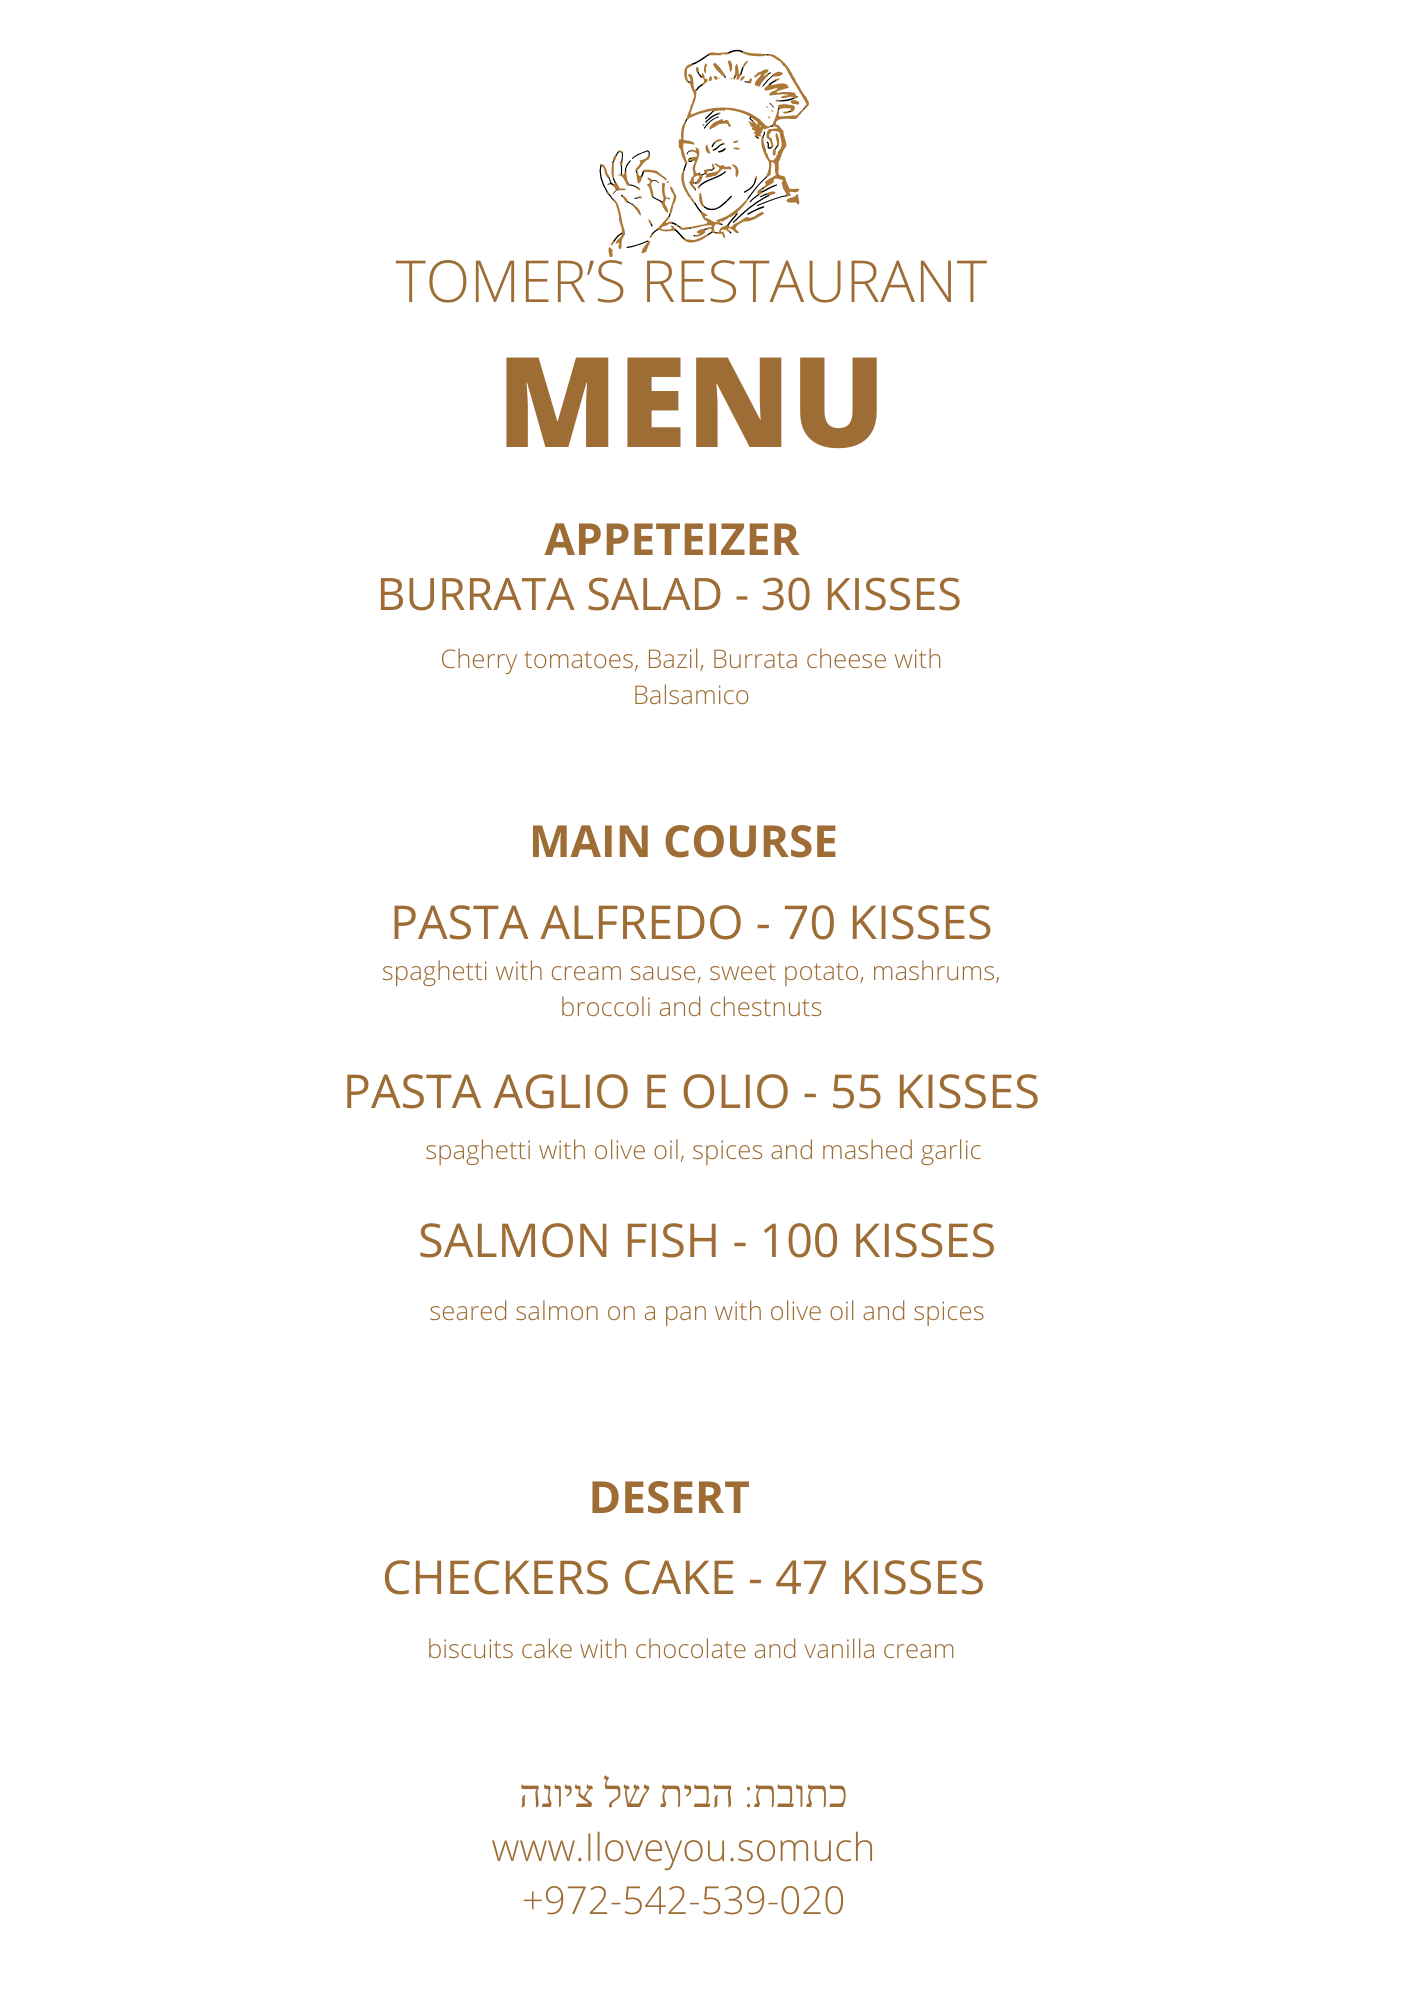 TOMER’S RESTAURANT
MENU
APPETEIZER
BURRATA SALAD - 30 KISSES
Cherry tomatoes, Bazil, Burrata cheese with
Balsamico
MAIN COURSE
PASTA ALFREDO - 70 KISSES
spaghetti with cream sause, sweet potato, mashrums,
broccoli and chestnuts
PASTA AGLIO E OLIO - 55 KISSES
spaghetti with olive oil, spices and mashed garlic
SALMON FISH - 100 KISSES
seared salmon on a pan with olive oil and spices
DESERT
CHECKERS CAKE - 47 KISSES
biscuits cake with chocolate and vanilla cream
כתובת: הבית של ציונה
www.Iloveyou.somuch
+972-542-539-020